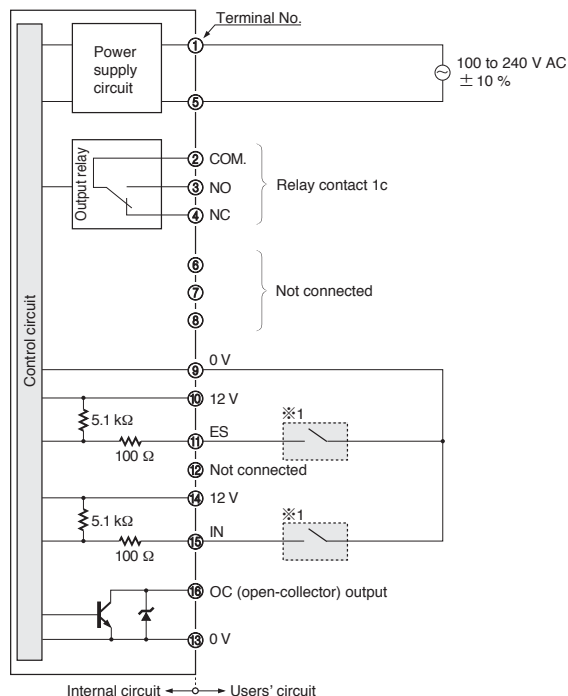 Terminal No.
Power
supply
circuit
①
⑤
100 to 240 V AC
± 10 %
Output relay
② COM.
③ NO
④ NC
Relay contact 1c
⑥
⑦
⑧
Not connected
Control circuit
⑨ 0 V
⑩ 12 V
5.1 kΩ
100 Ω
⑪ ES
※1
⑫ Not connected
⑭ 12 V
5.1 kΩ
100 Ω
⑮ IN
※1
⑯ OC (open-collector) output
⑬ 0 V
Internal circuit
Users' circuit